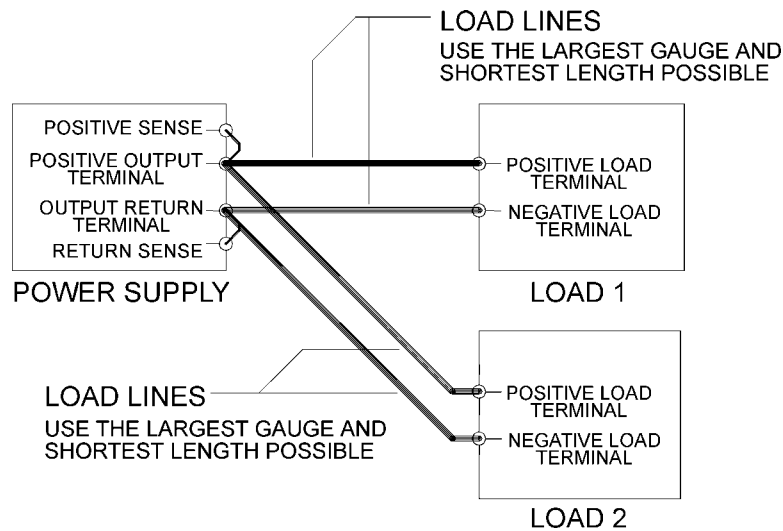 LOAD LINES
USE THE LARGEST GAUGE AND
SHORTEST LENGTH POSSIBLE
POSITIVE SENSE
POSITIVE OUTPUT
TERMINAL
OUTPUT RETURN
TERMINAL
RETURN SENSE
POWER SUPPLY
POSITIVE LOAD
TERMINAL
NEGATIVE LOAD
TERMINAL
LOAD 1
LOAD LINES
USE THE LARGEST GAUGE AND
SHORTEST LENGTH POSSIBLE
POSITIVE LOAD
TERMINAL
NEGATIVE LOAD
TERMINAL
LOAD 2